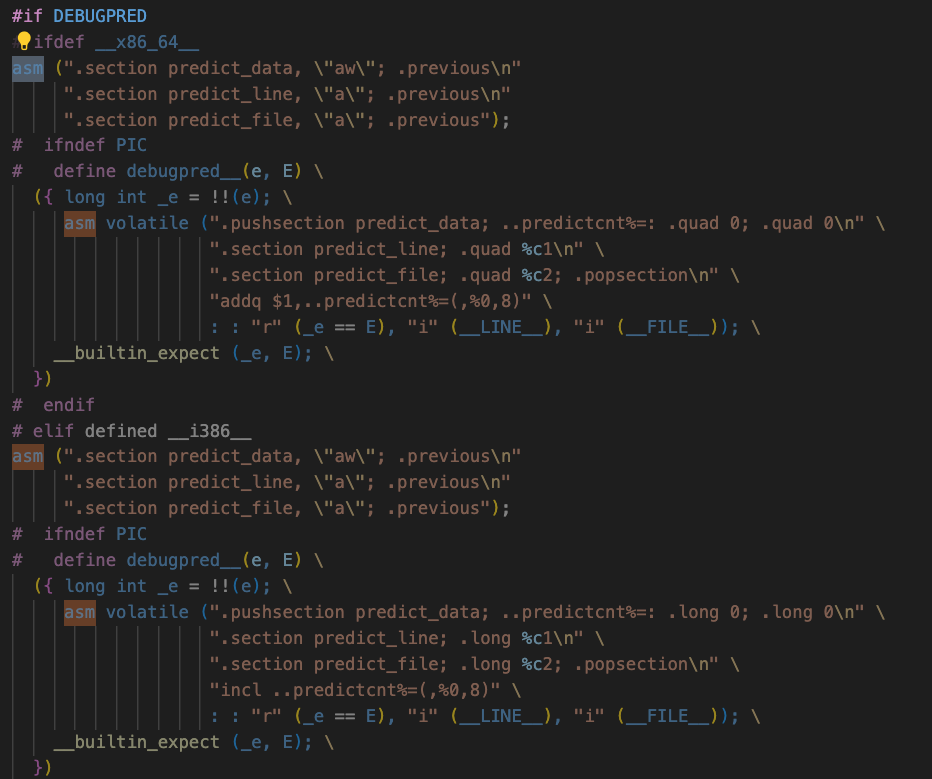 #if DEBUGPRED
ifdef __x86_64__
asm (".section predict_data, \"aw\"; .previous\n"
".section predict_line, \"a\"; .previous\n"
".section predict_file, \"a\"; .previous");
#  ifndef PIC
#   define debugpred__(e, E) \
({ long int _e = !!(e); \
asm volatile (".pushsection predict_data; ..predictcnt%=: .quad 0; .quad 0\n" \
".section predict_line; .quad %c1\n" \
".section predict_file; .quad %c2; .popsection\n" \
"addq $1,..predictcnt%=(,%0,8)" \
: : "r" (_e == E), "i" (__LINE__), "i" (__FILE__)); \
__builtin_expect (_e, E); \
})
#  endif
# elif defined __i386__
asm (".section predict_data, \"aw\"; .previous\n"
".section predict_line, \"a\"; .previous\n"
".section predict_file, \"a\"; .previous");
#  ifndef PIC
#   define debugpred__(e, E) \
({ long int _e = !!(e); \
asm volatile (".pushsection predict_data; ..predictcnt%=: .long 0; .long 0\n" \
".section predict_line; .long %c1\n" \
".section predict_file; .long %c2; .popsection\n" \
"incl ..predictcnt%=(,%0,8)" \
: : "r" (_e == E), "i" (__LINE__), "i" (__FILE__)); \
__builtin_expect (_e, E); \
})